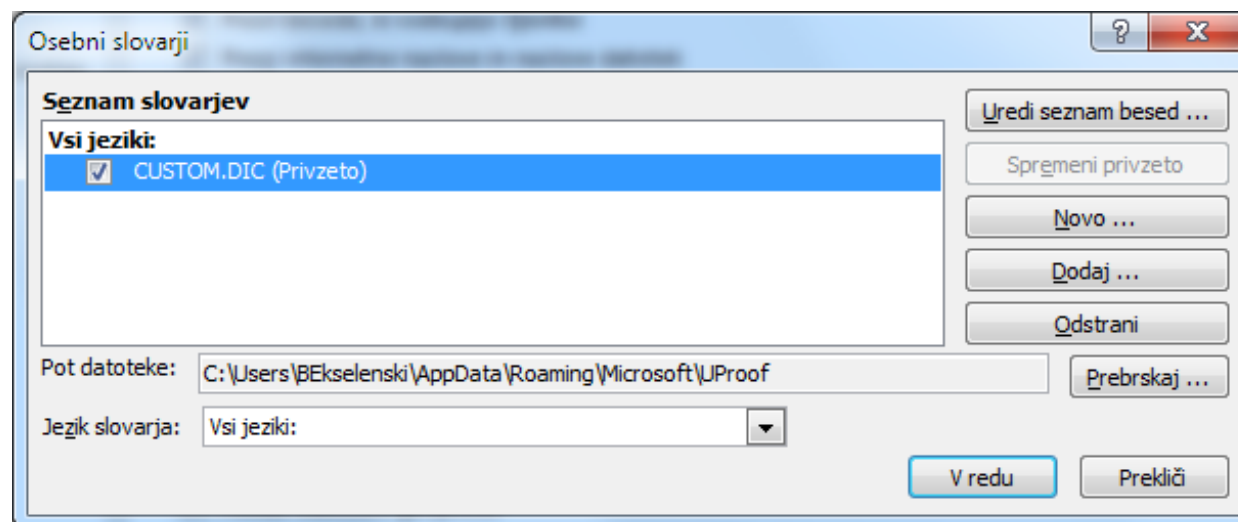 Osebni slovarji
Seznam slovarjev
Vsi jeziki:
CUSTOM.DIC (Privzeto)
Uredi seznam besed ...
Spremeni privzeto
Novo ...
Dodaj ...
Odstrani
Pot datoteke:
C:\Users\BEkselenski\AppData\Roaming\Microsoft\UProof
Prebrskaj ...
Jezik slovarja:
Vsi jeziki:
V redu
Prekliči